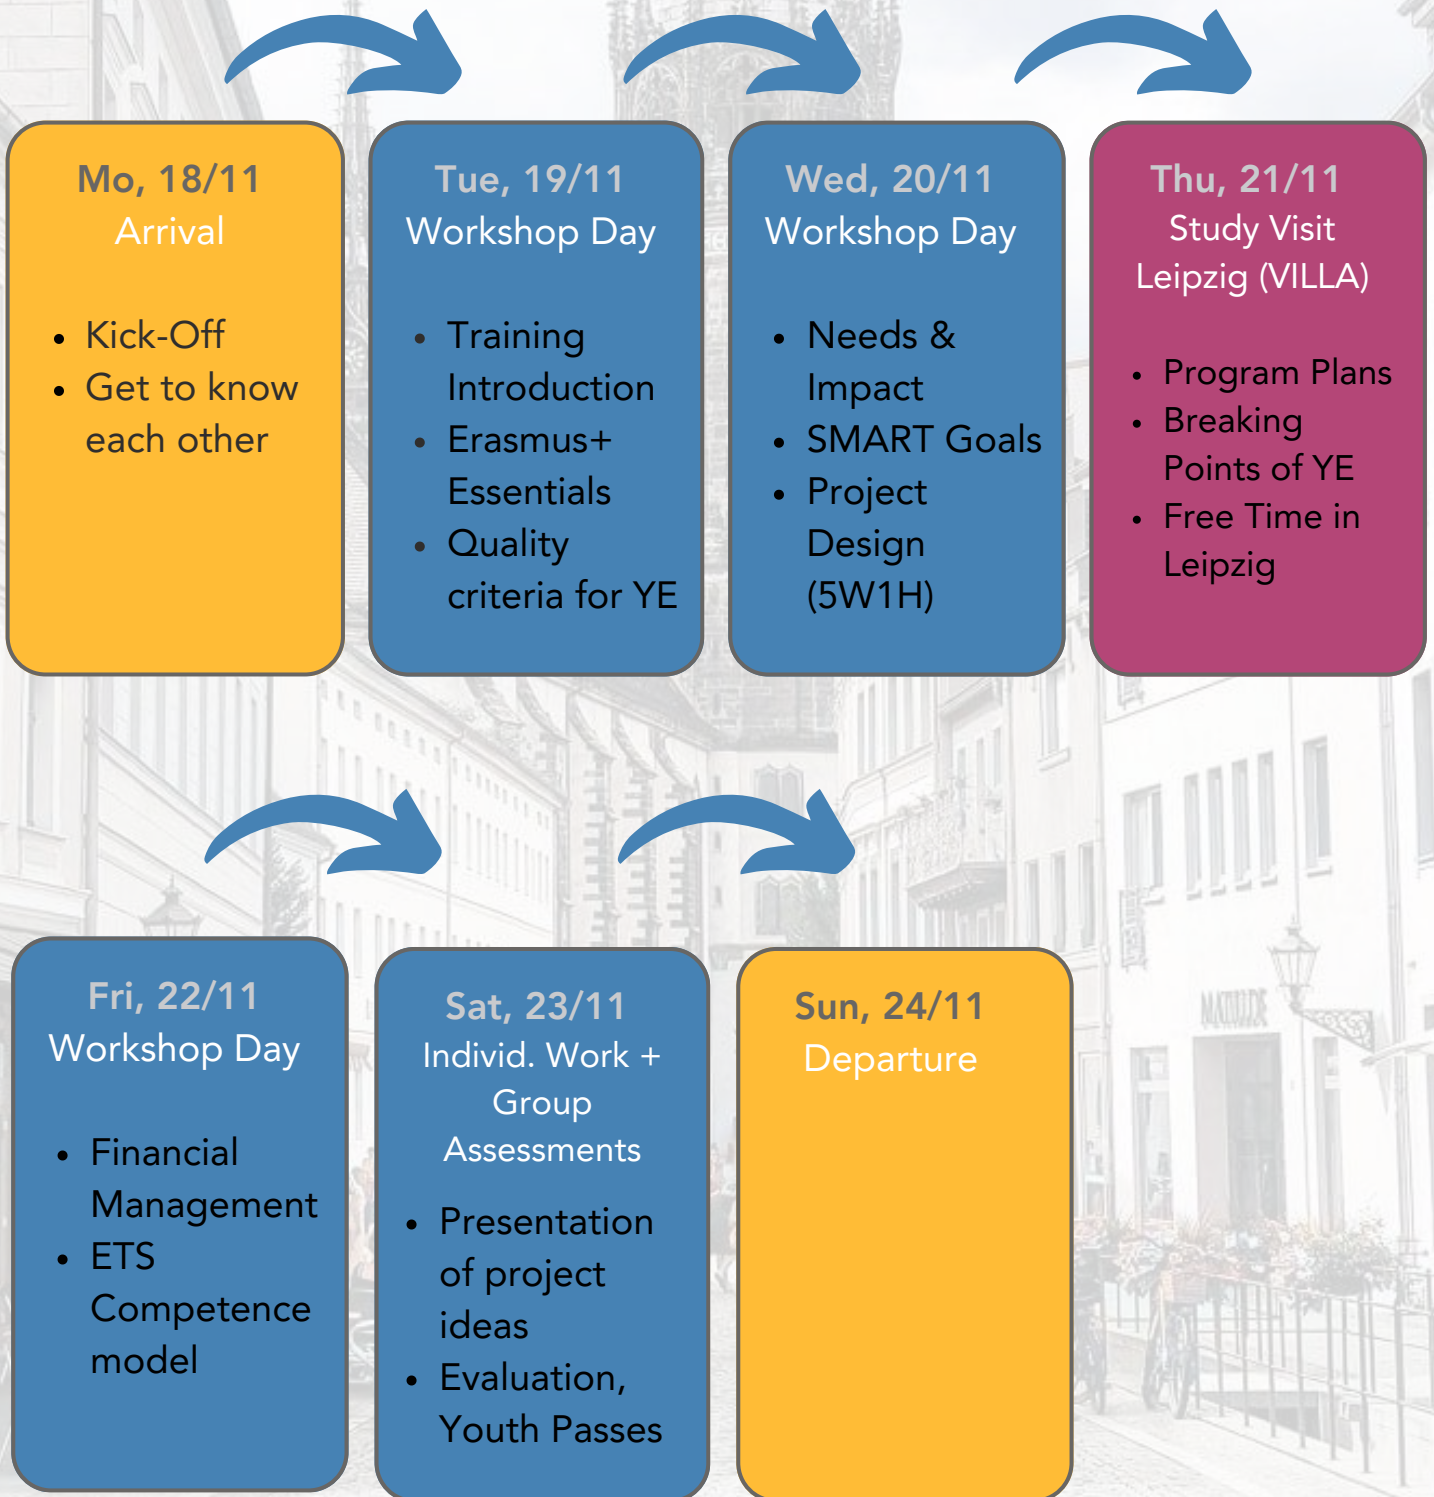 Mo, 18/11
Arrival
• Kick-Off
• Get to know
each other
Tue, 19/11
Workshop Day
• Training
Introduction
• Erasmus+
Essentials
• Quality
criteria for YE
Wed, 20/11
Workshop Day
• Needs &
Impact
• SMART Goals
• Project
Design
(5W1H)
Thu, 21/11
Study Visit
Leipzig (VILLA)
• Program Plans
• Breaking
Points of YE
• Free Time in
Leipzig
Fri, 22/11
Workshop Day
• Financial
Management
• ETS
Competence
model
Sat, 23/11
Individ. Work +
Group
Assessments
• Presentation
of project
ideas
• Evaluation,
Youth Passes
Sun, 24/11
Departure